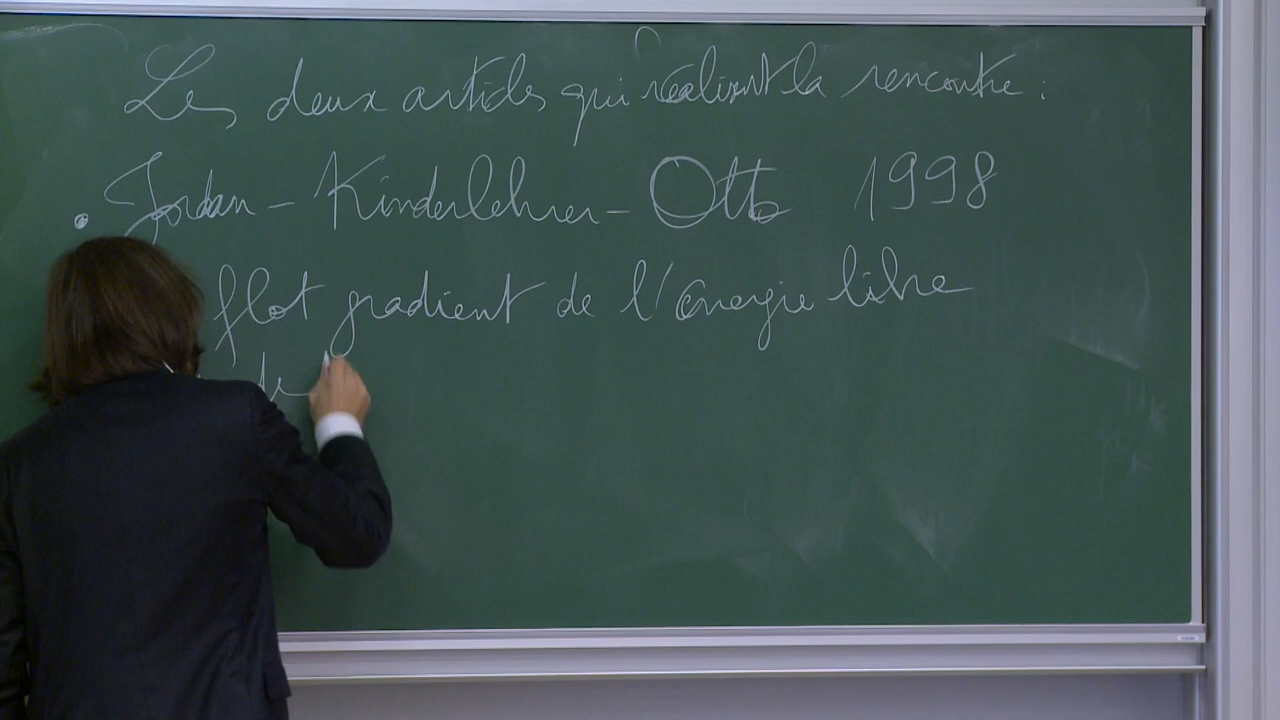 Les deux articles qui réalisent la rencontre :
• Jordan - Kinderlehrer - Otto 1998
flot gradient de l'énergie libre